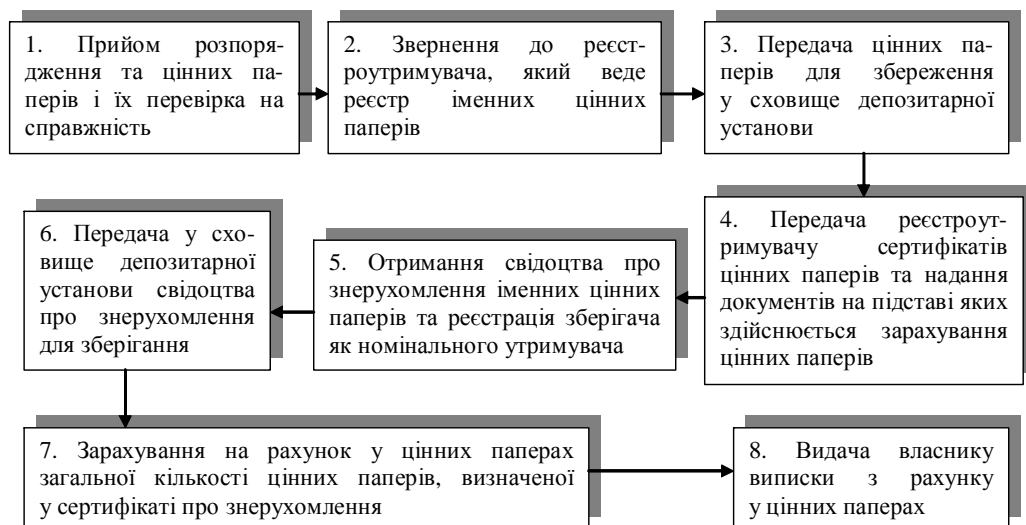 1. Прийом розпоря-
дження та цінних па-
перів і їх перевірка на
справжність
2. Звернення до реєст-
роутримувача, який веде
реєстр іменних цінних
паперів
3. Передача цінних па-
перів для збереження
у сховище депозитарної
установи
4. Передача реєстроут-
римувачу сертифікатів
цінних паперів та надання
документів на підставі яких
здійснюється зарахування
цінних паперів
5. Отримання свідоцтва про
знерухомлення іменних цінних
паперів та реєстрація зберігача
як номінального утримувача
6. Передача у схо-
вище депозитарної
установи свідоцтва
про знерухомлення
для зберігання
7. Зарахування на рахунок у цінних паперах
загальної кількості цінних паперів, визначеної
у сертифікаті про знерухомлення
8. Видача власнику
виписки з рахунку
у цінних паперах